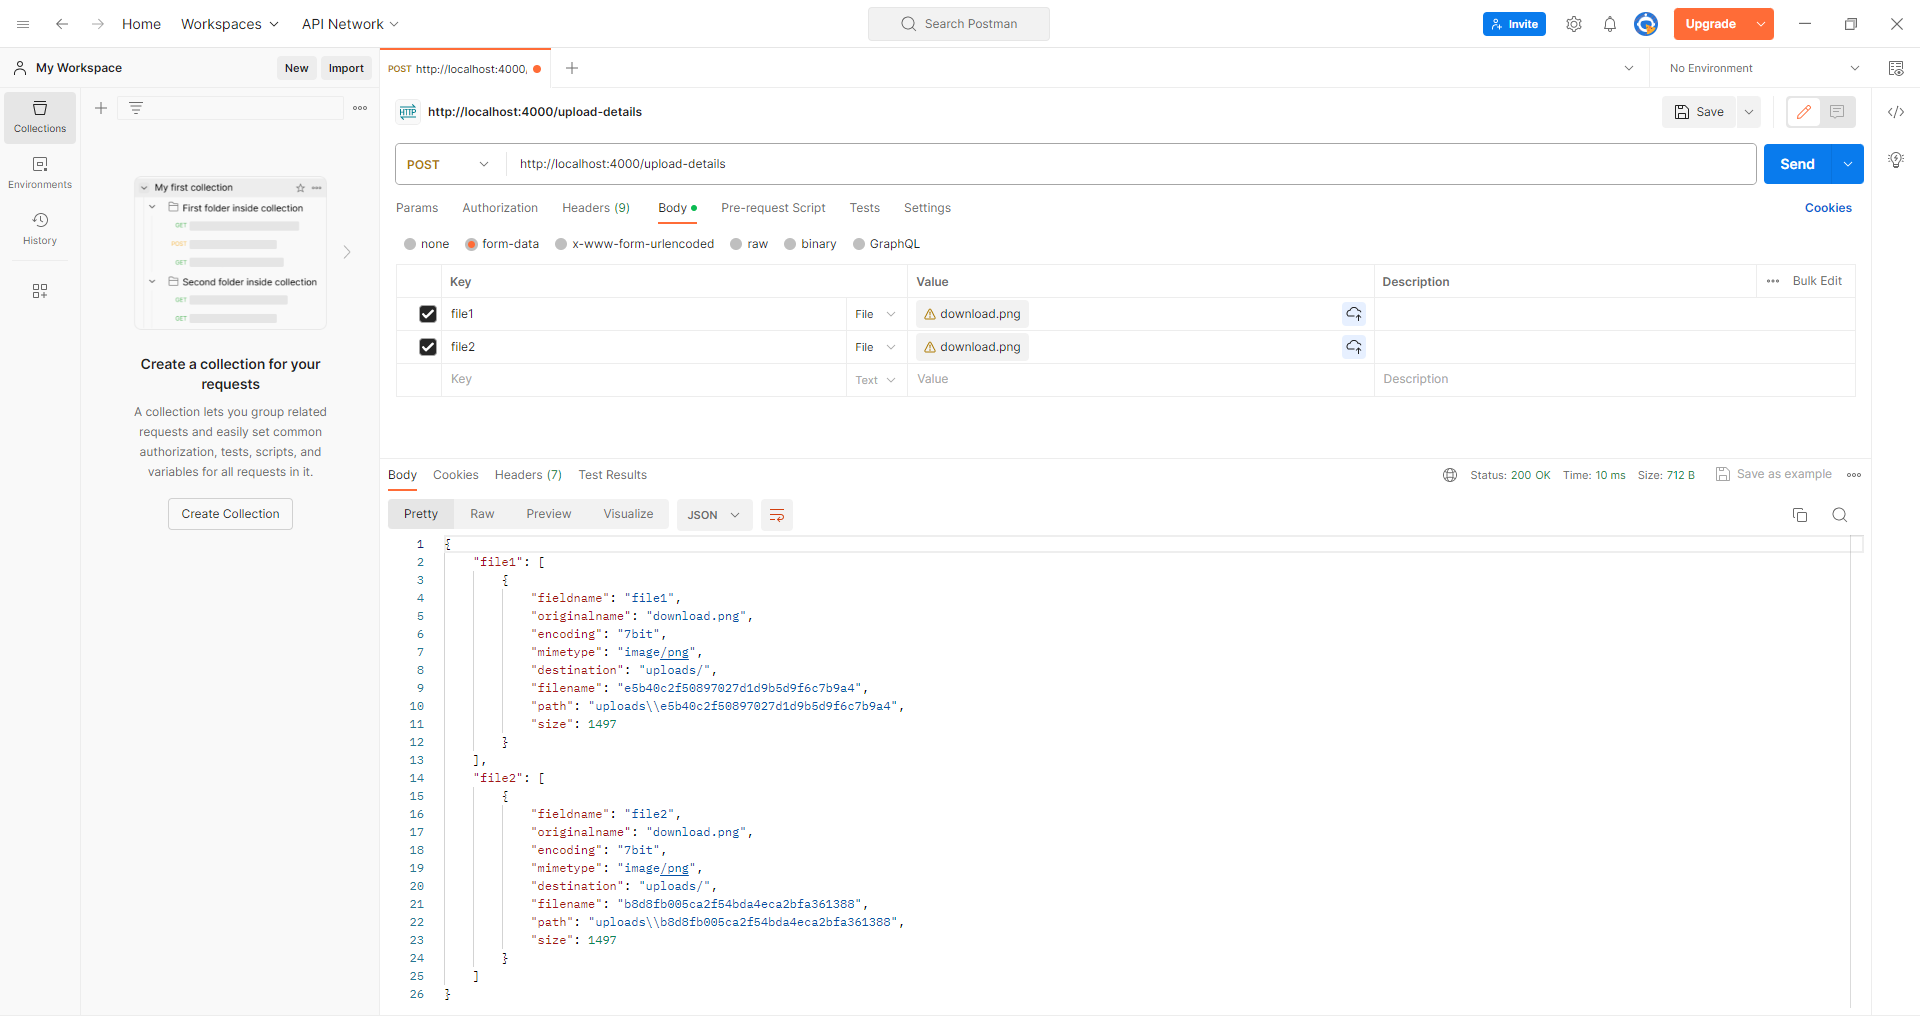 Home Workspaces API Network Search Postman Invite Upgrade
My Workspace New Import POST http://localhost:4000, No Environment
Collections
Environments
History
My first collection
First folder inside collection
GET
POST
GET
Second folder inside collection
GET
GET
Create a collection for your
requests
A collection lets you group related
requests and easily set common
authorization, tests, scripts, and
variables for all requests in it.
Create Collection
HTTP http://localhost:4000/upload-details Save
POST http://localhost:4000/upload-details Send
Params Authorization Headers (9) Body Pre-request Script Tests Settings Cookies
none form-data x-www-form-urlencoded raw binary GraphQL
Key Value Description Bulk Edit
file1 File download.png
file2 File download.png
Key Text Value Description
Body Cookies Headers (7) Test Results Status: 200 OK Time: 10 ms Size: 712 B Save as example
Pretty Raw Preview Visualize JSON
1 {
2 "file1": [
3 {
4 "fieldname": "file1",
5 "originalname": "download.png",
6 "encoding": "7bit",
7 "mimetype": "image/png",
8 "destination": "uploads/",
9 "filename": "e5b40c2f50897027d1d9b5d9f6c7b9a4",
10 "path": "uploads\\e5b40c2f50897027d1d9b5d9f6c7b9a4",
11 "size": 1497
12 }
13 ],
14 "file2": [
15 {
16 "fieldname": "file2",
17 "originalname": "download.png",
18 "encoding": "7bit",
19 "mimetype": "image/png",
20 "destination": "uploads/",
21 "filename": "b8d8fb005ca2f54bda4eca2bfa361388",
22 "path": "uploads\\b8d8fb005ca2f54bda4eca2bfa361388",
23 "size": 1497
24 }
25 ]
26 }